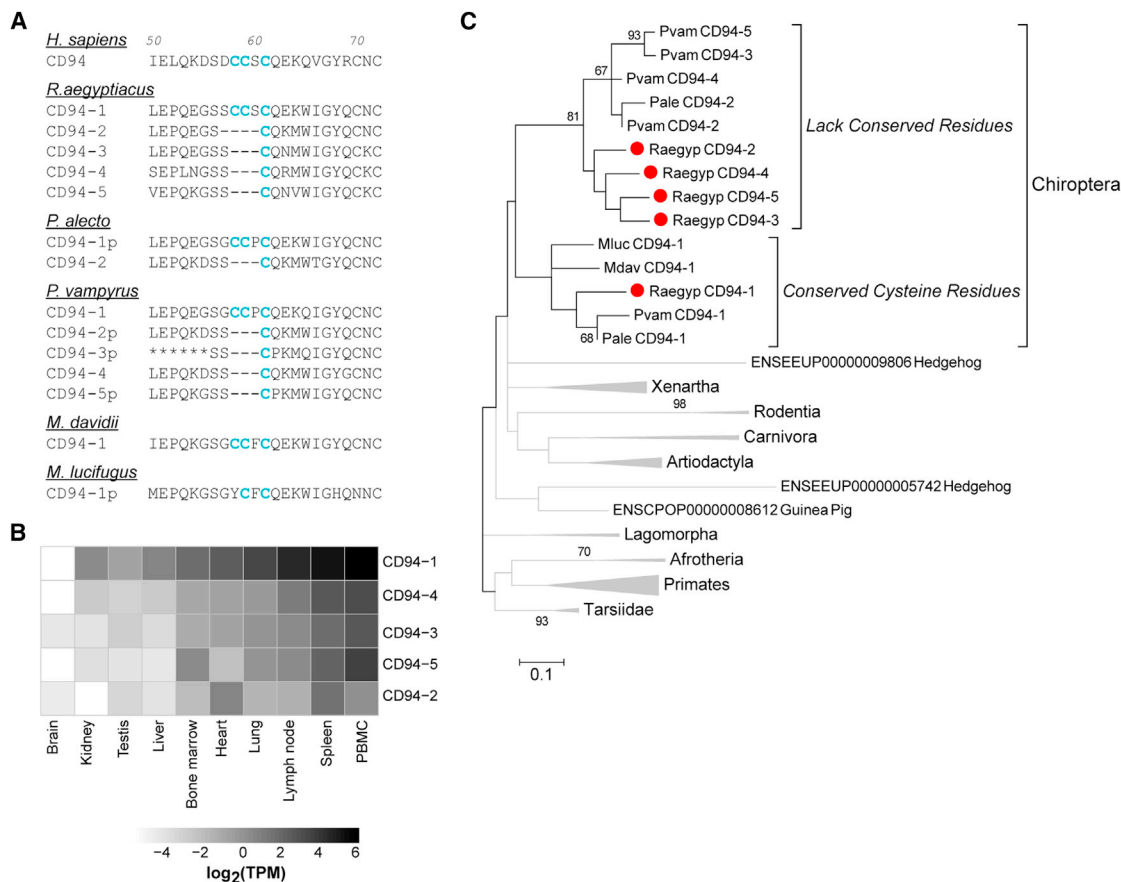 A
H. sapiens 50 60 70
CD94 IELQKDSDCCSCQEKQVGYRCNC
R.aegyptiacus
CD94-1 LEPQEGSSCCSCQEKWIGYQCNC
CD94-2 LEPQEGS----CQKMWIGYQCNC
CD94-3 LEPQEGSS---CQNMWIGYQCKC
CD94-4 SEPLNGSS---CQRMWIGYQCKC
CD94-5 VEPQKGSS---CQNVWIGYQCKC
P. alecto
CD94-1p LEPQEGSGCCPCQEKWIGYQCNC
CD94-2 LEPQKDSS---CQKMWTGYQCNC
P. vampyrus
CD94-1 LEPQEGSGCCPCQEKWIGYQCNC
CD94-2p LEPQKDSS---CQKMWIGYQCNC
CD94-3p ******SS---CPKMQIGYQCNC
CD94-4 LEPQKDSS---CQKMWIGYQCNC
CD94-5p LEPQKGSS---CPKMWIGYQCNC
M. davidii
CD94-1 IEPQKGSGCCFCQEKWIGYQCNC
M. lucifugus
CD94-1p MEPQKGSGYCFCQEKWIGHQNNC
B
CD94-1
CD94-4
CD94-3
CD94-5
CD94-2
Brain
Kidney
Testis
Liver
Bone marrow
Heart
Lung
Lymph node
Spleen
PBMC
−4 −2 0 2 4 6
log2(TPM)
C
93
Pvam CD94-5
Pvam CD94-3
67
Pvam CD94-4
Pale CD94-2
Pvam CD94-2
81
Raegyp CD94-2
Raegyp CD94-4
Raegyp CD94-5
Raegyp CD94-3
Lack Conserved Residues
Chiroptera
Mluc CD94-1
Mdav CD94-1
Raegyp CD94-1
Pvam CD94-1
68
Pale CD94-1
Conserved Cysteine Residues
ENSEEUP00000009806 Hedgehog
Xenartha
98
Rodentia
Carnivora
Artiodactyla
ENSEEUP00000005742 Hedgehog
ENSCPOP00000008612 Guinea Pig
Lagomorpha
70
Afrotheria
Primates
Tarsiidae
93
0.1